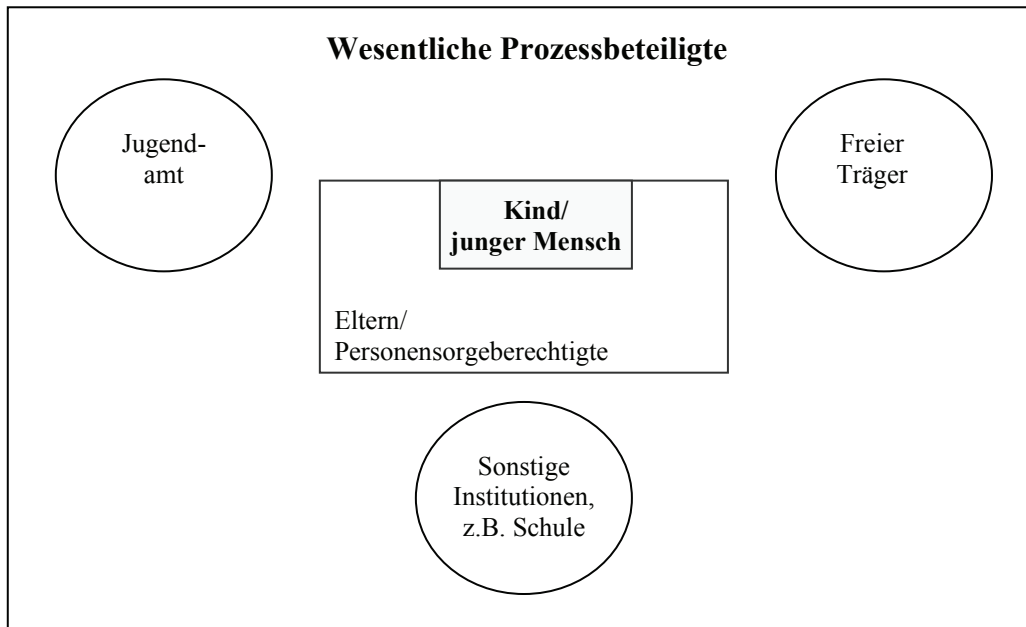 Wesentliche Prozessbeteiligte
Jugend-
amt
Freier
Träger
Kind/
junger Mensch
Eltern/
Personensorgeberechtigte
Sonstige
Institutionen,
z.B. Schule